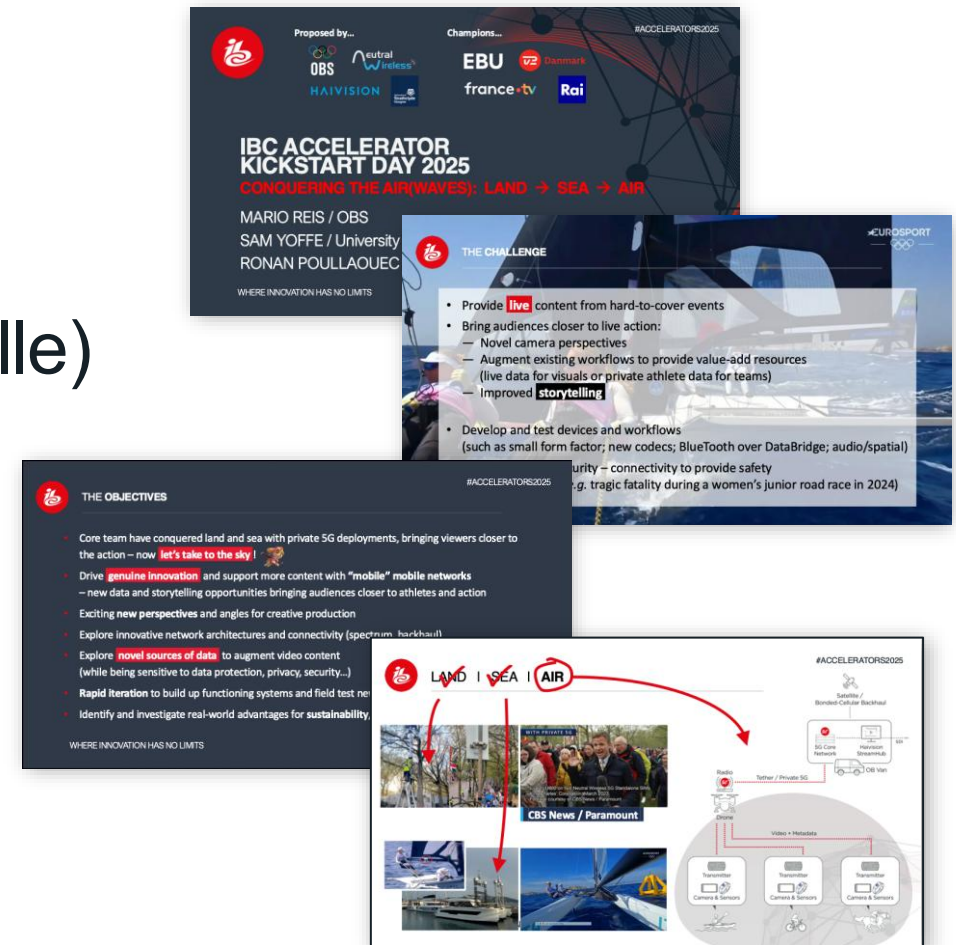 Proposed by...
Champions...
#ACCELERATORS2025
OBS
Neutral
Wireless
HAIVISION
EBU
Danmark
france•tv
Rai
IBC ACCELERATOR
KICKSTART DAY 2025
CONQUERING THE AIR(WAVES): LAND → SEA → AIR
MARIO REIS / OBS
SAM YOFFE / University
RONAN POULLAOUEC
WHERE INNOVATION HAS NO LIMITS
lle)
THE CHALLENGE
EUROSPORT
• Provide live content from hard-to-cover events
• Bring audiences closer to live action:
— Novel camera perspectives
— Augment existing workflows to provide value-add resources
(live data for visuals or private athlete data for teams)
— Improved storytelling
• Develop and test devices and workflows
(such as small form factor; new codecs; BlueTooth over DataBridge; audio/spatial)
urity – connectivity to provide safety
.g. tragic fatality during a women's junior road race in 2024)
THE OBJECTIVES
#ACCELERATORS2025
• Core team have conquered land and sea with private 5G deployments, bringing viewers closer to
the action – now let's take to the sky !
• Drive genuine innovation and support more content with "mobile" mobile networks
– new data and storytelling opportunities bringing audiences closer to athletes and action
• Exciting new perspectives and angles for creative production
• Explore innovative network architectures and connectivity (spectrum, backhaul)
• Explore novel sources of data to augment video content
(while being sensitive to data protection, privacy, security...)
• Rapid iteration to build up functioning systems and field test ne
• Identify and investigate real-world advantages for sustainability,
WHERE INNOVATION HAS NO LIMITS
LAND | SEA | AIR
#ACCELERATORS2025
WITH PRIVATE 5G
CBS News / Paramount
Satellite /
Bonded-Cellular Backhaul
5G Core
Network
Haivision
StreamHub
OB Van
Radio
Tether / Private 5G
Drone
Video + Metadata
Transmitter
Camera & Sensors
Transmitter
Camera & Sensors
Transmitter
Camera & Sensors